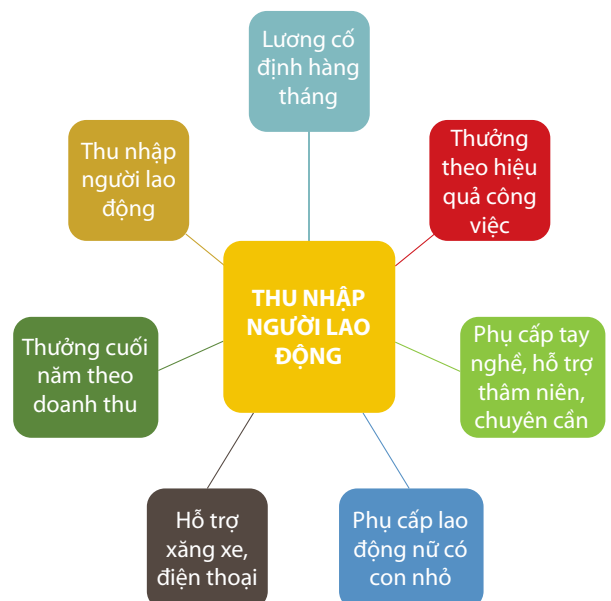 Lương cố
định hàng
tháng
Thưởng
theo hiệu
quả công
việc
Thu nhập
người lao
động
THU NHẬP
NGƯỜI LAO
ĐỘNG
Phụ cấp tay
nghề, hỗ trợ
thâm niên,
chuyên cần
Thưởng cuối
năm theo
doanh thu
Hỗ trợ
xăng xe,
điện thoại
Phụ cấp lao
động nữ có
con nhỏ